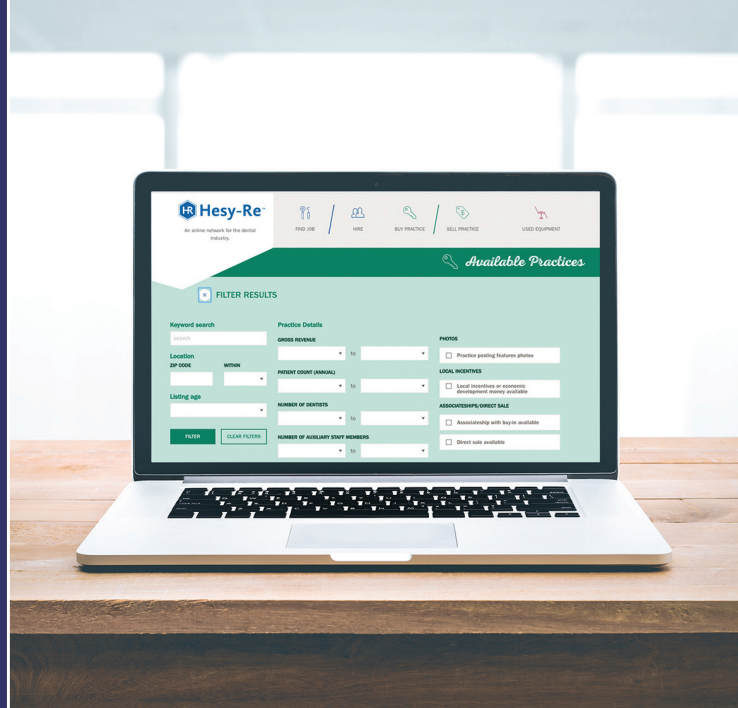 HR Hesy-Re™
An online network for the dental
industry.
FIND JOB
HIRE
BUY PRACTICE
SELL PRACTICE
USED EQUIPMENT
Available Practices
× FILTER RESULTS
Keyword search
search
Location
ZIP CODE
WITHIN
Listing age
FILTER
CLEAR FILTERS
Practice Details
GROSS REVENUE
to
PATIENT COUNT (ANNUAL)
to
NUMBER OF DENTISTS
to
NUMBER OF AUXILIARY STAFF MEMBERS
to
PHOTOS
Practice posting features photos
LOCAL INCENTIVES
Local incentives or economic
development money available
ASSOCIATESHIPS/DIRECT SALE
Associateship with buy-in available
Direct sale available